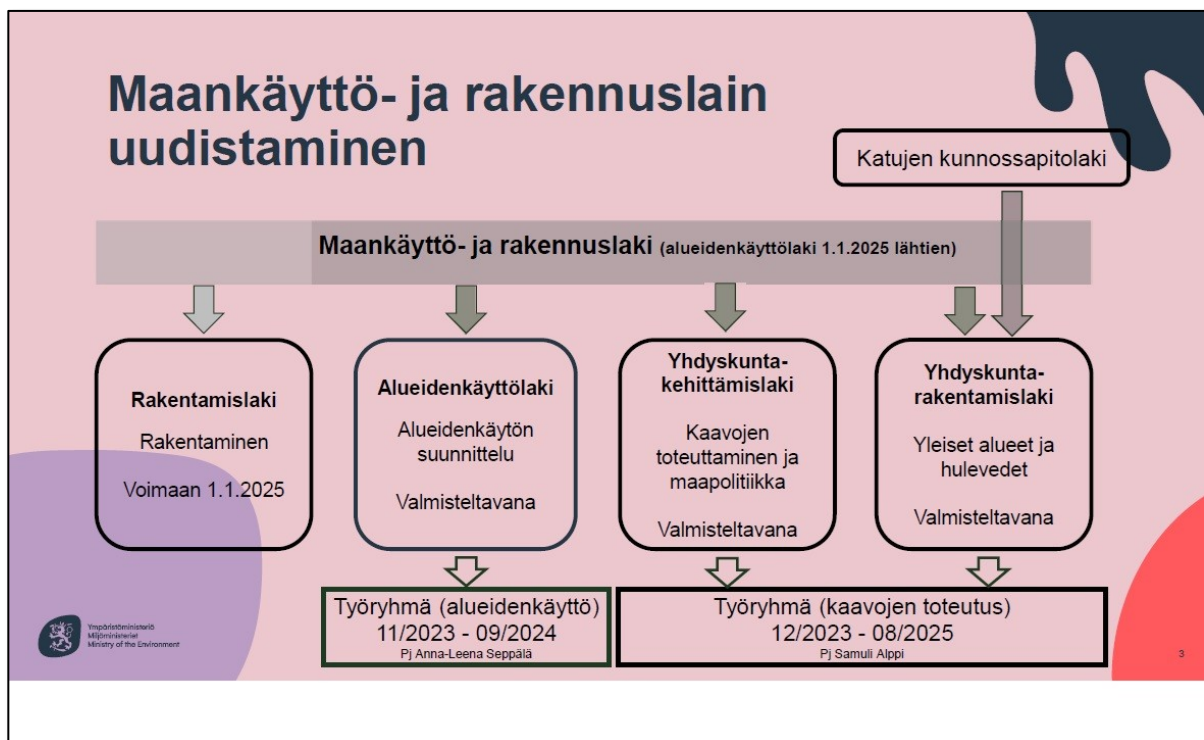 Maankäyttö- ja rakennuslain
uudistaminen
Katujen kunnossapitolaki
Maankäyttö- ja rakennuslaki (alueidenkäyttölaki 1.1.2025 lähtien)
Rakentamislaki
Rakentaminen
Voimaan 1.1.2025
Alueidenkäyttölaki
Alueidenkäytön
suunnittelu
Valmisteltavana
Yhdyskunta-
kehittämislaki
Kaavojen
toteuttaminen ja
maapolitiikka
Valmisteltavana
Yhdyskunta-
rakentamislaki
Yleiset alueet ja
hulevedet
Valmisteltavana
Työryhmä (alueidenkäyttö)
11/2023 - 09/2024
Pj Anna-Leena Seppälä
Työryhmä (kaavojen toteutus)
12/2023 - 08/2025
Pj Samuli Alppi
Ympäristöministeriö
Miljöministeriet
Ministry of the Environment
3